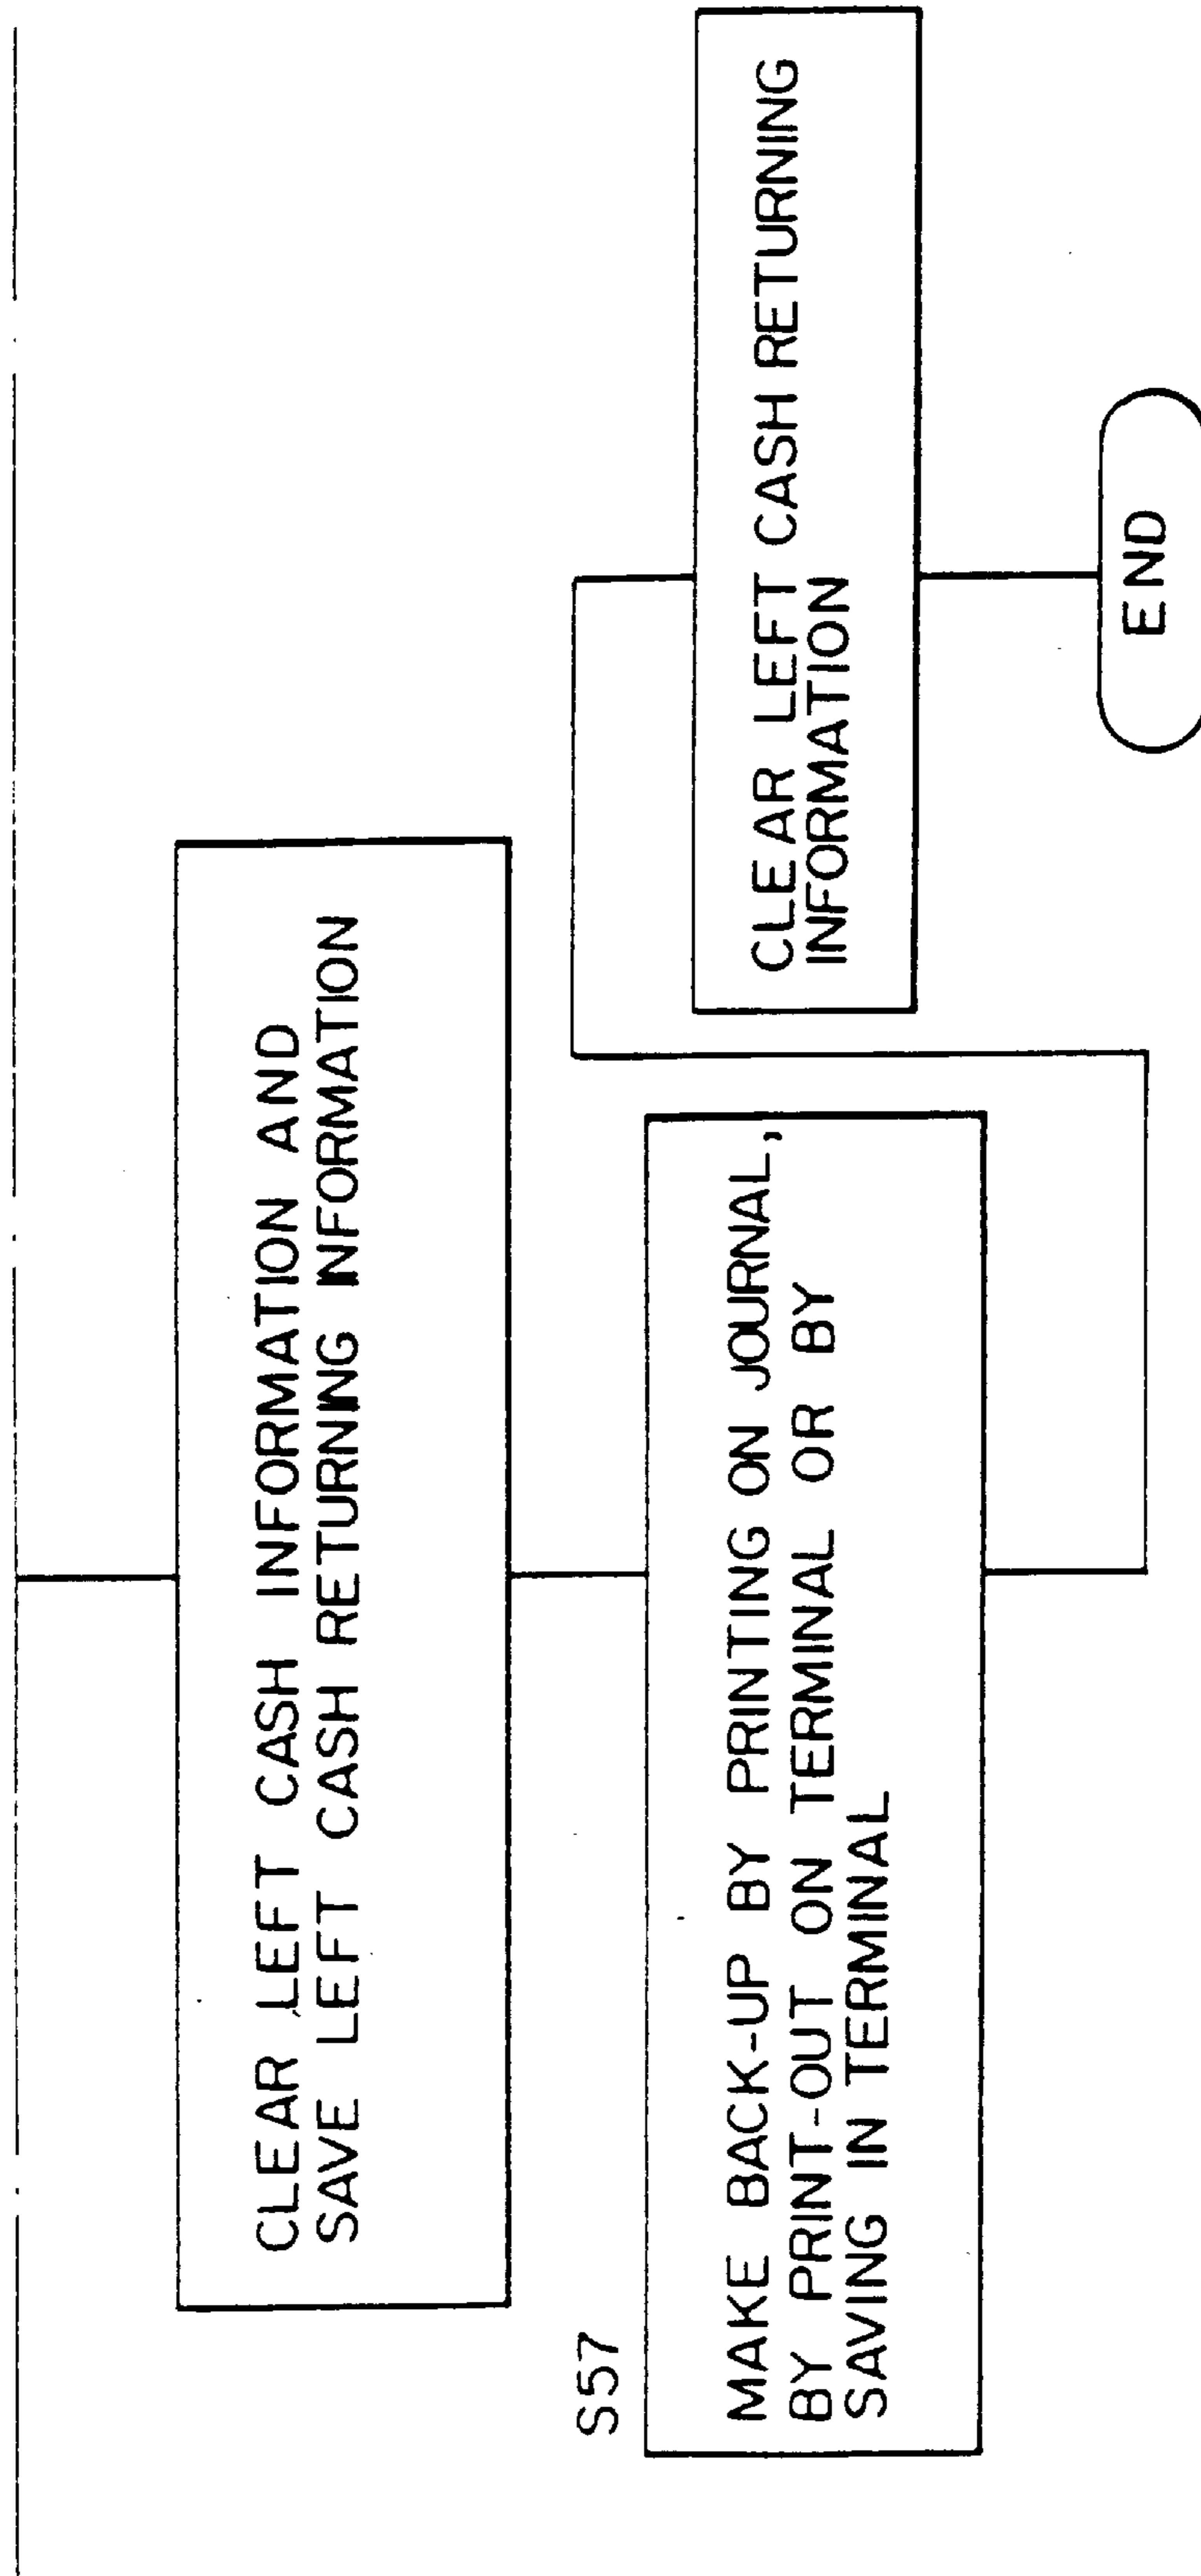 CLEAR LEFT CASH INFORMATION AND
SAVE LEFT CASH RETURNING INFORMATION
S57
MAKE BACK-UP BY PRINTING ON JOURNAL,
BY PRINT-OUT ON TERMINAL OR BY
SAVING IN TERMINAL
CLEAR LEFT CASH RETURNING
INFORMATION
END